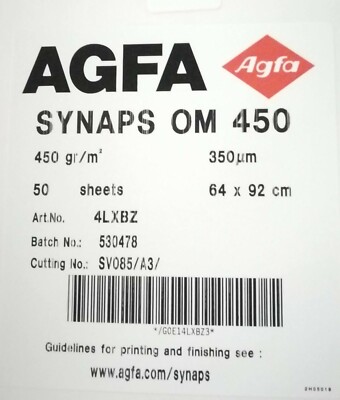 AGFA
Agfa
SYNAPS OM 450
450 gr/m² 350µm
50 sheets 64 x 92 cm
Art.No. 4LXBZ
Batch No.: 530478
Cutting No.: SV085/A3/
*/GOE14LXBZ3*
Guidelines for printing and finishing see :
www.agfa.com/synaps